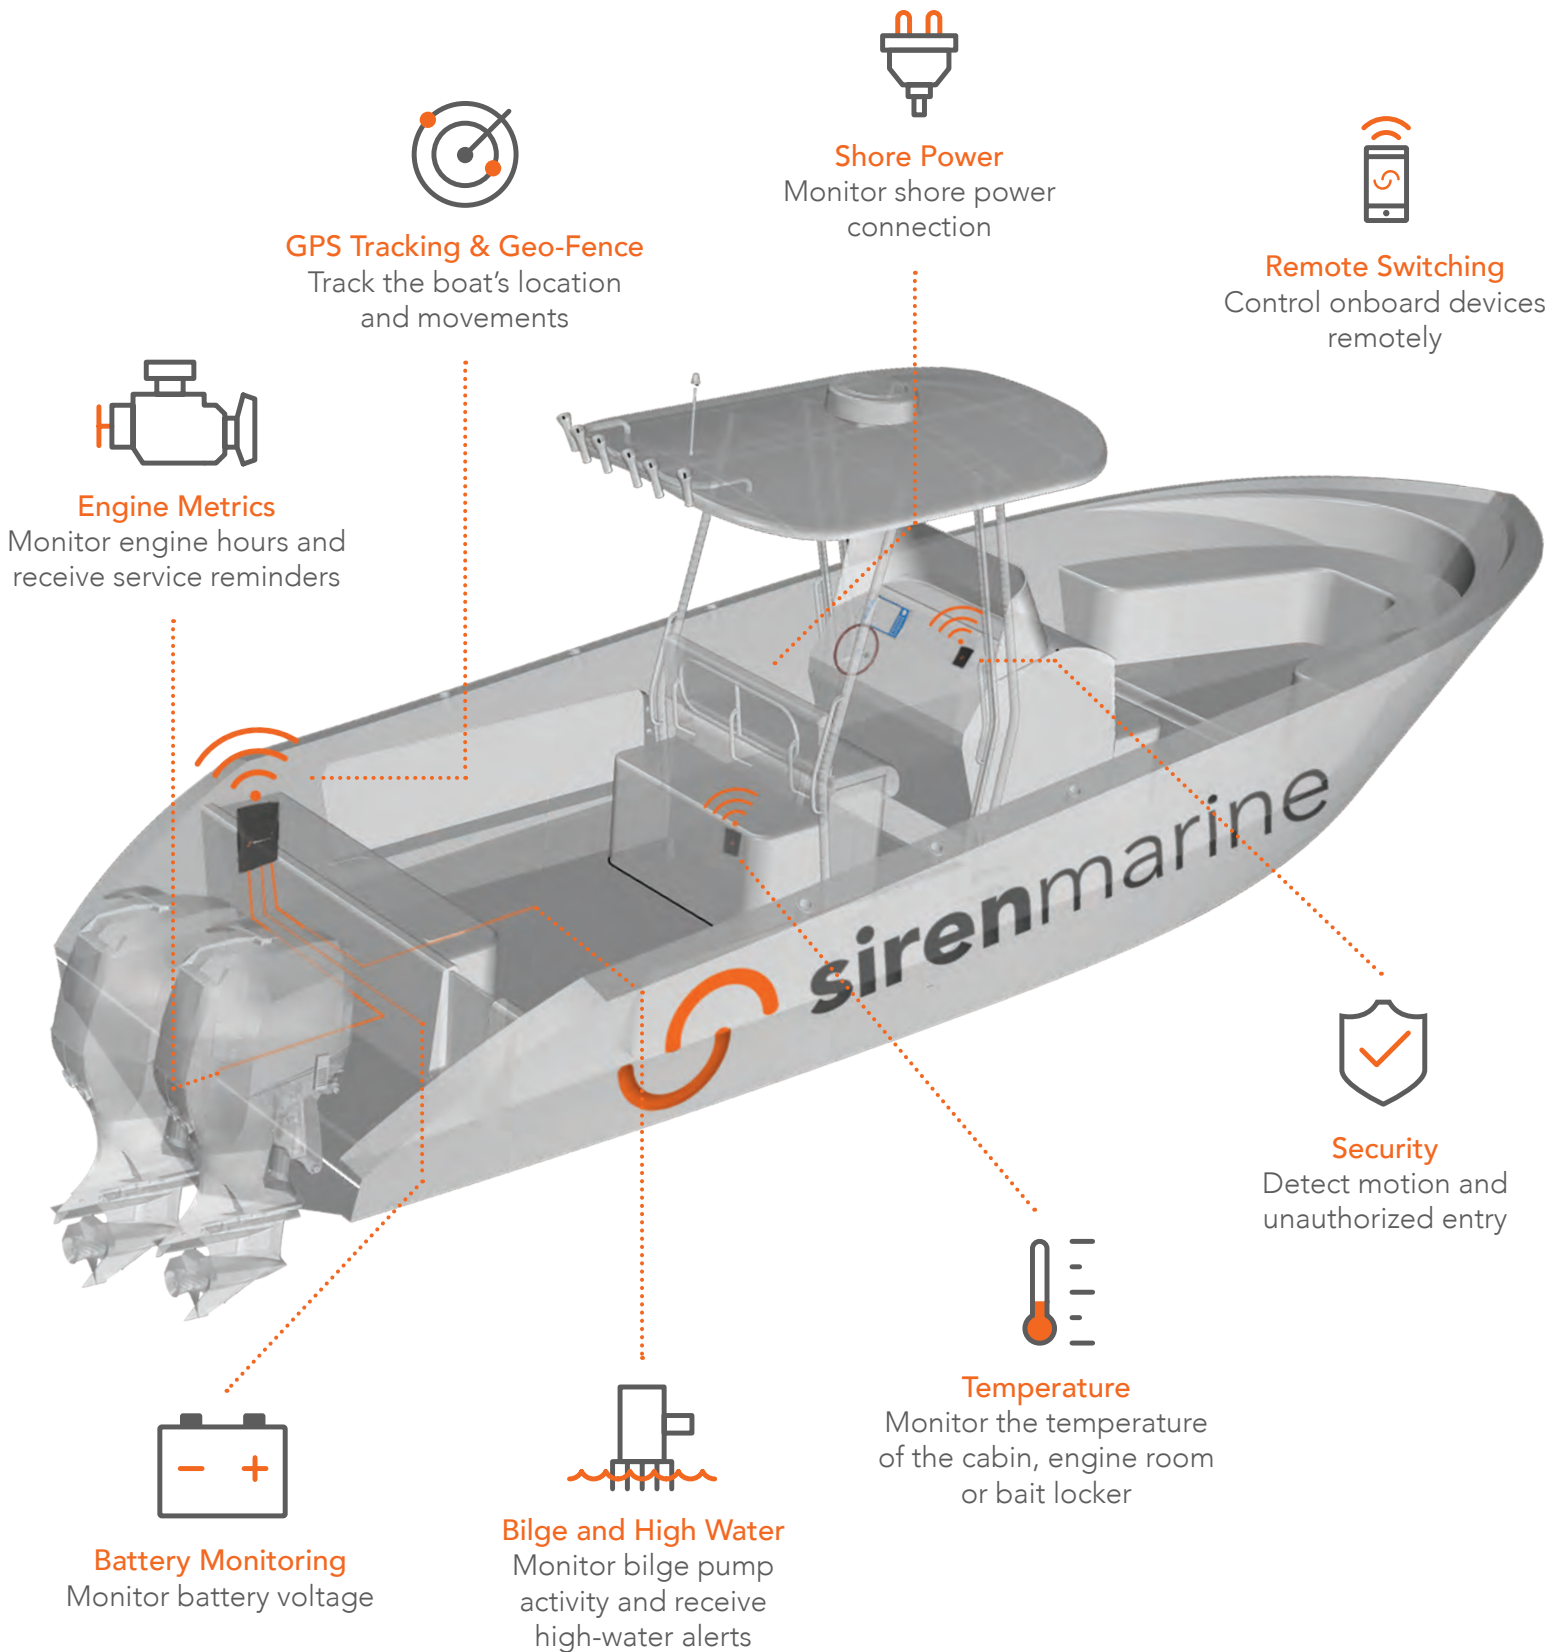 Shore Power
Monitor shore power
connection
GPS Tracking & Geo-Fence
Track the boat's location
and movements
Remote Switching
Control onboard devices
remotely
Engine Metrics
Monitor engine hours and
receive service reminders
sirenmarine
Security
Detect motion and
unauthorized entry
Temperature
Monitor the temperature
of the cabin, engine room
or bait locker
Battery Monitoring
Monitor battery voltage
Bilge and High Water
Monitor bilge pump
activity and receive
high-water alerts